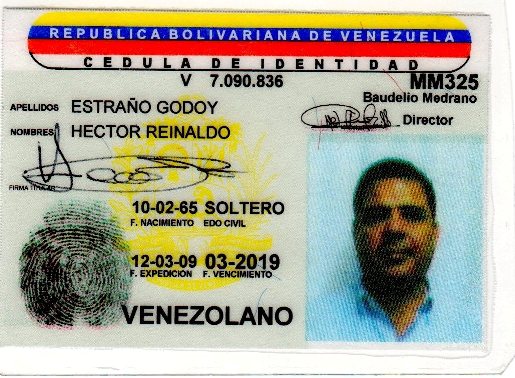 REPUBLICA BOLIVARIANA DE VENEZUELA
CEDULA DE IDENTIDAD
V 7.090.836
MM325
Baudelio Medrano
Director
APELLIDOS ESTRAÑO GODOY
NOMBRES HECTOR REINALDO
FIRMA TITULAR
10-02-65 SOLTERO
F. NACIMIENTO EDO CIVIL
12-03-09 03-2019
F. EXPEDICION F. VENCIMIENTO
VENEZOLANO